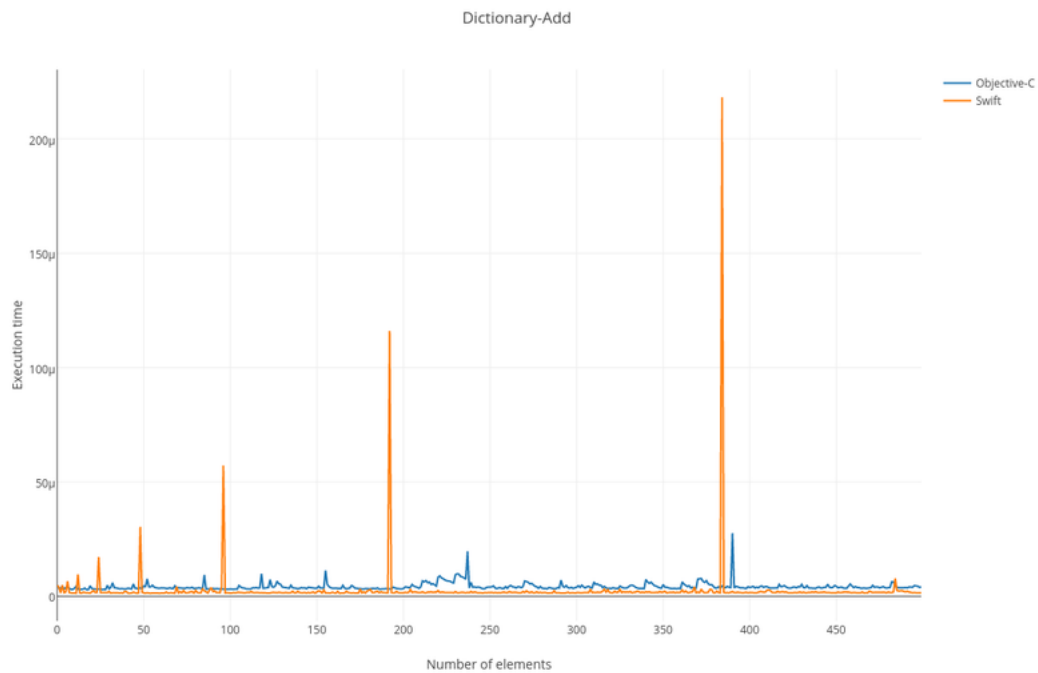 Dictionary-Add
Objective-C
Swift
Execution time
200μ
150μ
100μ
50μ
0
0 50 100 150 200 250 300 350 400 450
Number of elements